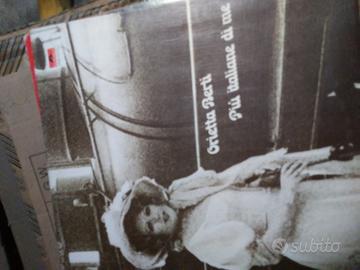 Orietta Berti
Più italiane di me
subito